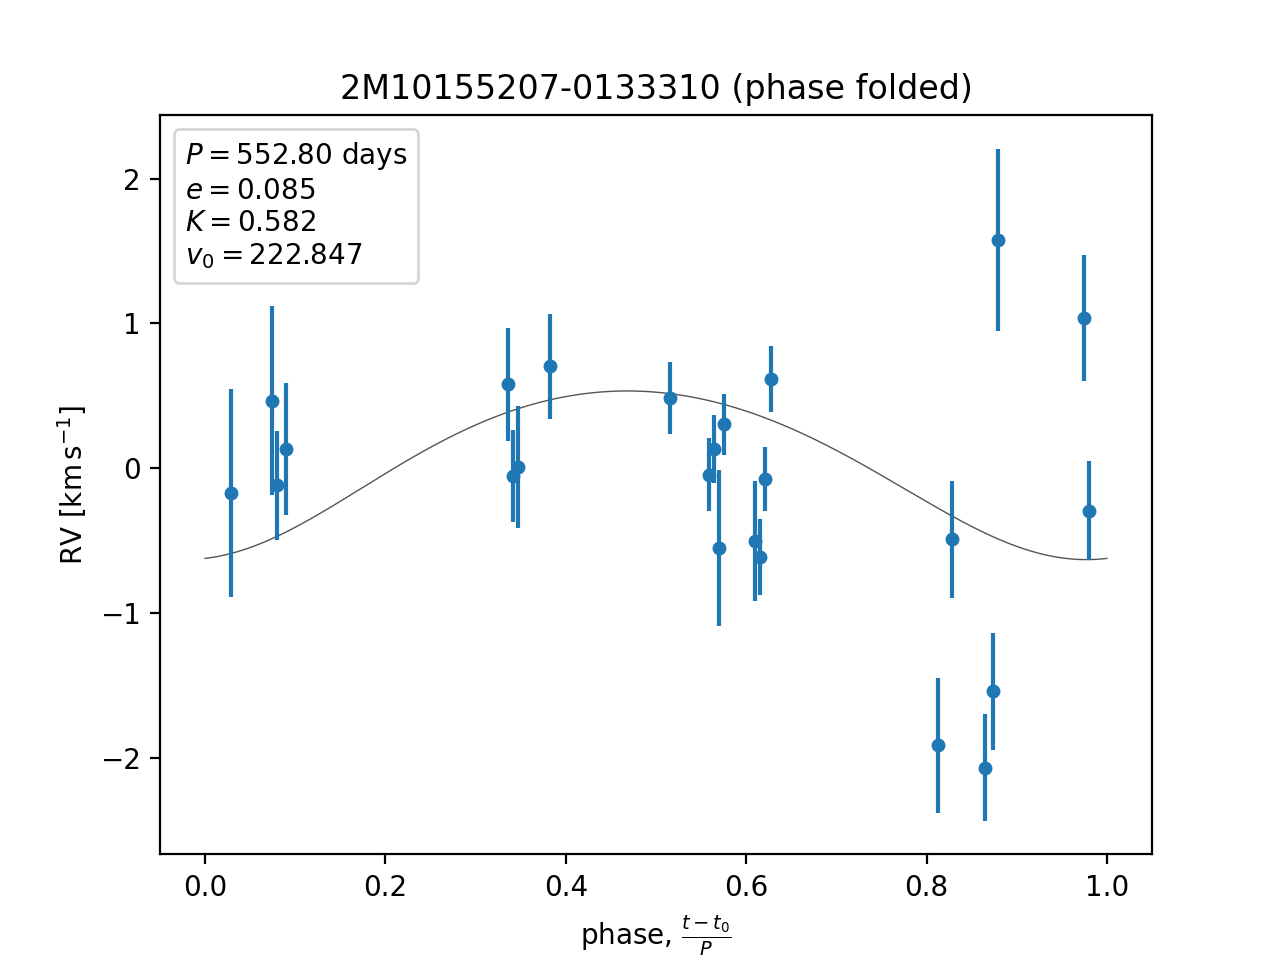 2M10155207-0133310 (phase folded)
P = 552.80 days
e = 0.085
K = 0.582
v₀ = 222.847
2
1
0
−1
−2
RV [km s⁻¹]
0.0 0.2 0.4 0.6 0.8 1.0
phase, (t − t₀)/P